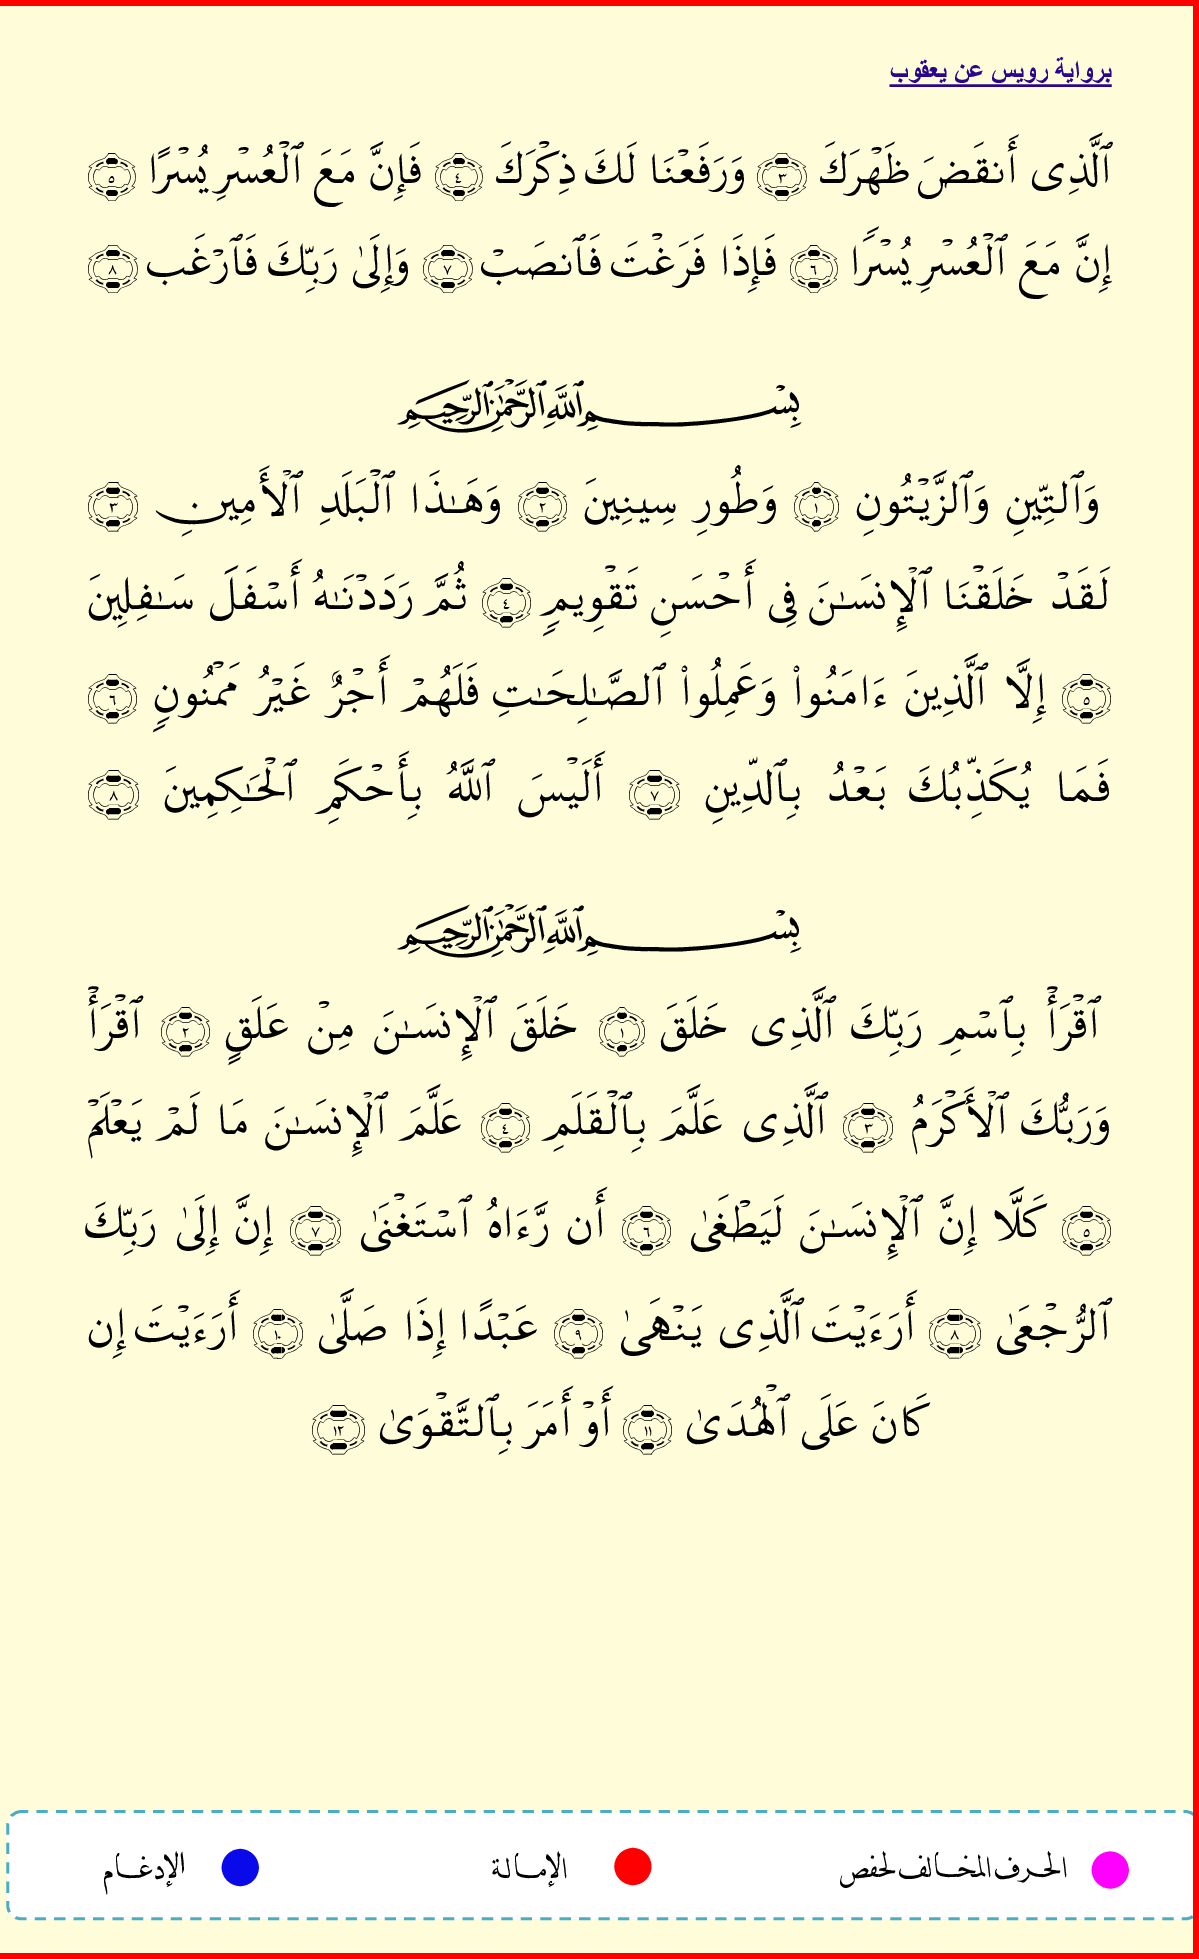 برواية رويس عن يعقوب
ٱلَّذِى أَنقَضَ ظَهْرَكَ ٣ وَرَفَعْنَا لَكَ ذِكْرَكَ ٤ فَإِنَّ مَعَ ٱلْعُسْرِ يُسْرًا ٥
إِنَّ مَعَ ٱلْعُسْرِ يُسْرًا ٦ فَإِذَا فَرَغْتَ فَٱنصَبْ ٧ وَإِلَىٰ رَبِّكَ فَٱرْغَب ٨
بِسْمِ ٱللَّهِ ٱلرَّحْمَٰنِ ٱلرَّحِيمِ
وَٱلتِّينِ وَٱلزَّيْتُونِ ١ وَطُورِ سِينِينَ ٢ وَهَـٰذَا ٱلْبَلَدِ ٱلْأَمِينِ ٣
لَقَدْ خَلَقْنَا ٱلْإِنسَـٰنَ فِى أَحْسَنِ تَقْوِيمٍ ٤ ثُمَّ رَدَدْنَـٰهُ أَسْفَلَ سَـٰفِلِينَ
٥ إِلَّا ٱلَّذِينَ ءَامَنُوا۟ وَعَمِلُوا۟ ٱلصَّـٰلِحَـٰتِ فَلَهُمْ أَجْرٌ غَيْرُ مَمْنُونٍ ٦
فَمَا يُكَذِّبُكَ بَعْدُ بِٱلدِّينِ ٧ أَلَيْسَ ٱللَّهُ بِأَحْكَمِ ٱلْحَـٰكِمِينَ ٨
بِسْمِ ٱللَّهِ ٱلرَّحْمَٰنِ ٱلرَّحِيمِ
ٱقْرَأْ بِٱسْمِ رَبِّكَ ٱلَّذِى خَلَقَ ١ خَلَقَ ٱلْإِنسَـٰنَ مِنْ عَلَقٍ ٢ ٱقْرَأْ
وَرَبُّكَ ٱلْأَكْرَمُ ٣ ٱلَّذِى عَلَّمَ بِٱلْقَلَمِ ٤ عَلَّمَ ٱلْإِنسَـٰنَ مَا لَمْ يَعْلَمْ
٥ كَلَّا إِنَّ ٱلْإِنسَـٰنَ لَيَطْغَىٰ ٦ أَن رَّءَاهُ ٱسْتَغْنَىٰ ٧ إِنَّ إِلَىٰ رَبِّكَ
ٱلرُّجْعَىٰ ٨ أَرَءَيْتَ ٱلَّذِى يَنْهَىٰ ٩ عَبْدًا إِذَا صَلَّىٰ ١٠ أَرَءَيْتَ إِن
كَانَ عَلَى ٱلْهُدَىٰ ١١ أَوْ أَمَرَ بِٱلتَّقْوَىٰ ١٢
الحرف المخالف لحفص الإمالة الإدغام